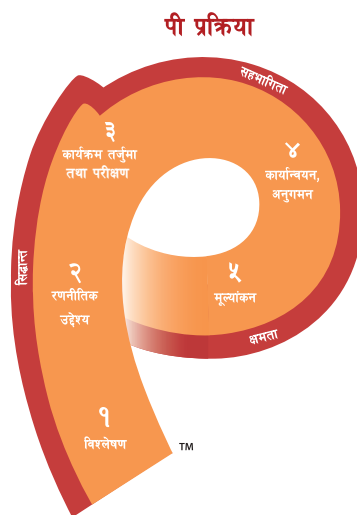 पी प्रक्रिया
सहभागिता
३
कार्यक्रम तर्जुमा
तथा परीक्षण
४
कार्यान्वयन,
अनुगमन
सिद्धान्त
२
रणनीतिक
उद्देश्य
५
मूल्यांकन
क्षमता
१
विश्लेषण
TM